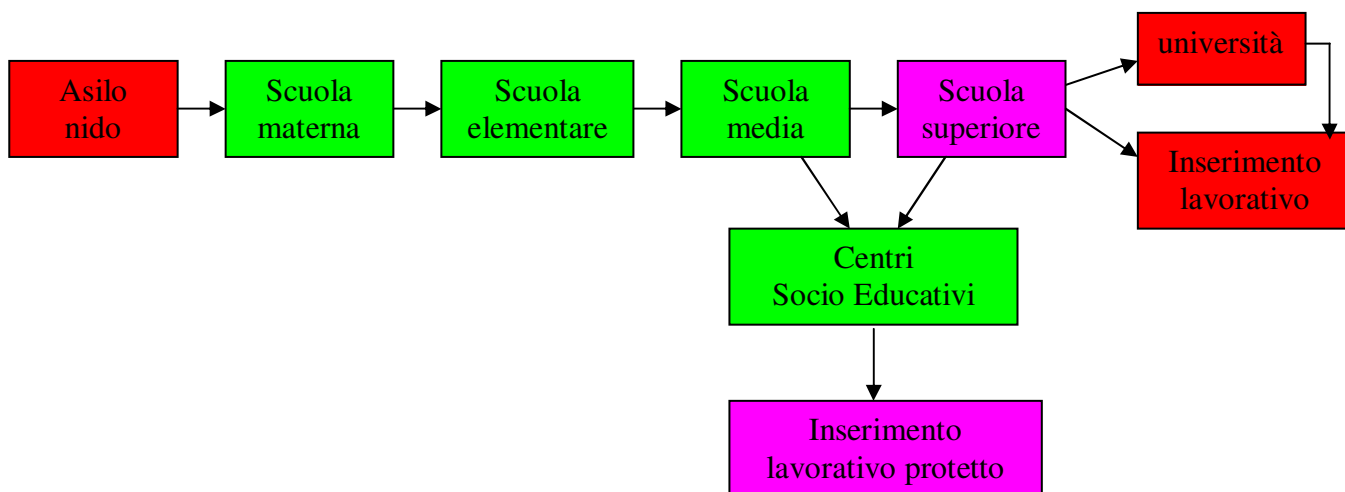 Asilo
nido
Scuola
materna
Scuola
elementare
Scuola
media
Scuola
superiore
università
Inserimento
lavorativo
Centri
Socio Educativi
Inserimento
lavorativo protetto